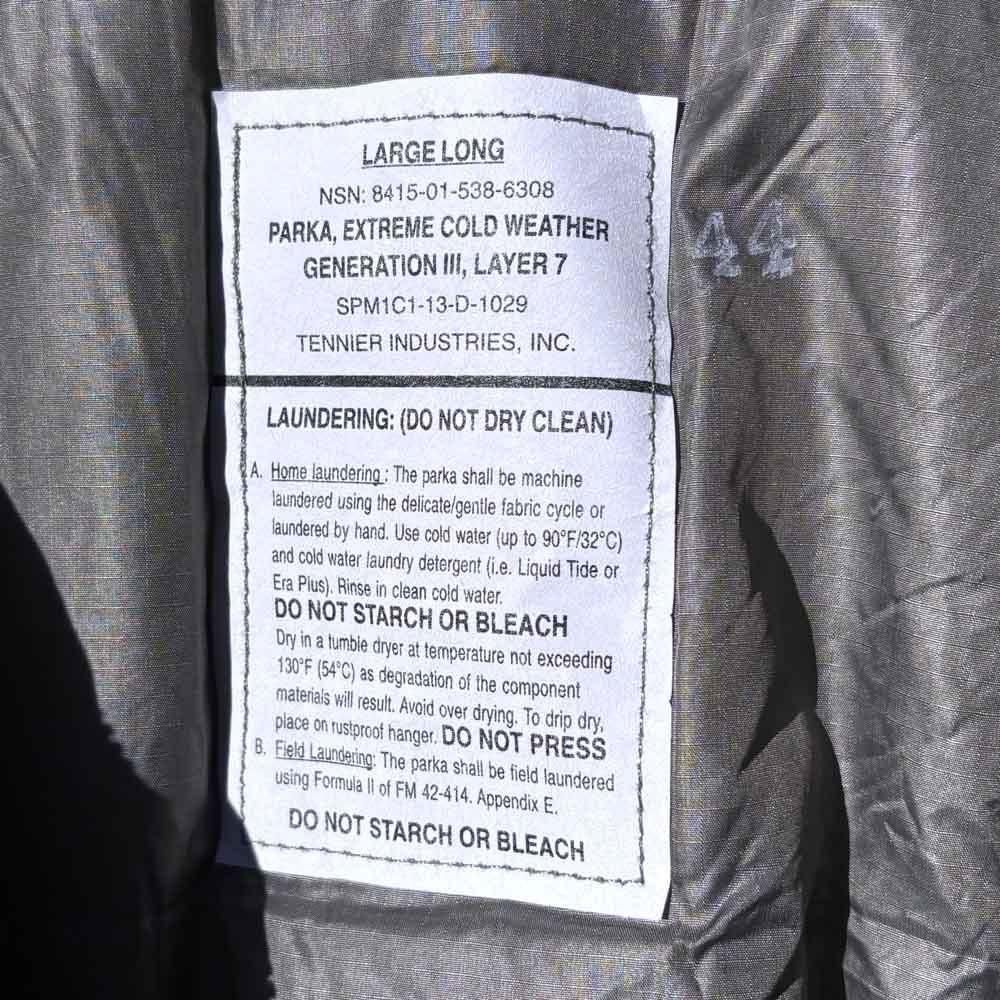 LARGE LONG
NSN: 8415-01-538-6308
PARKA, EXTREME COLD WEATHER
GENERATION III, LAYER 7
SPM1C1-13-D-1029
TENNIER INDUSTRIES, INC.
LAUNDERING: (DO NOT DRY CLEAN)
A. Home laundering : The parka shall be machine
laundered using the delicate/gentle fabric cycle or
laundered by hand. Use cold water (up to 90°F/32°C)
and cold water laundry detergent (i.e. Liquid Tide or
Era Plus). Rinse in clean cold water.
DO NOT STARCH OR BLEACH
Dry in a tumble dryer at temperature not exceeding
130°F (54°C) as degradation of the component
materials will result. Avoid over drying. To drip dry,
place on rustproof hanger. DO NOT PRESS
B. Field Laundering: The parka shall be field laundered
using Formula II of FM 42-414. Appendix E.
DO NOT STARCH OR BLEACH
44